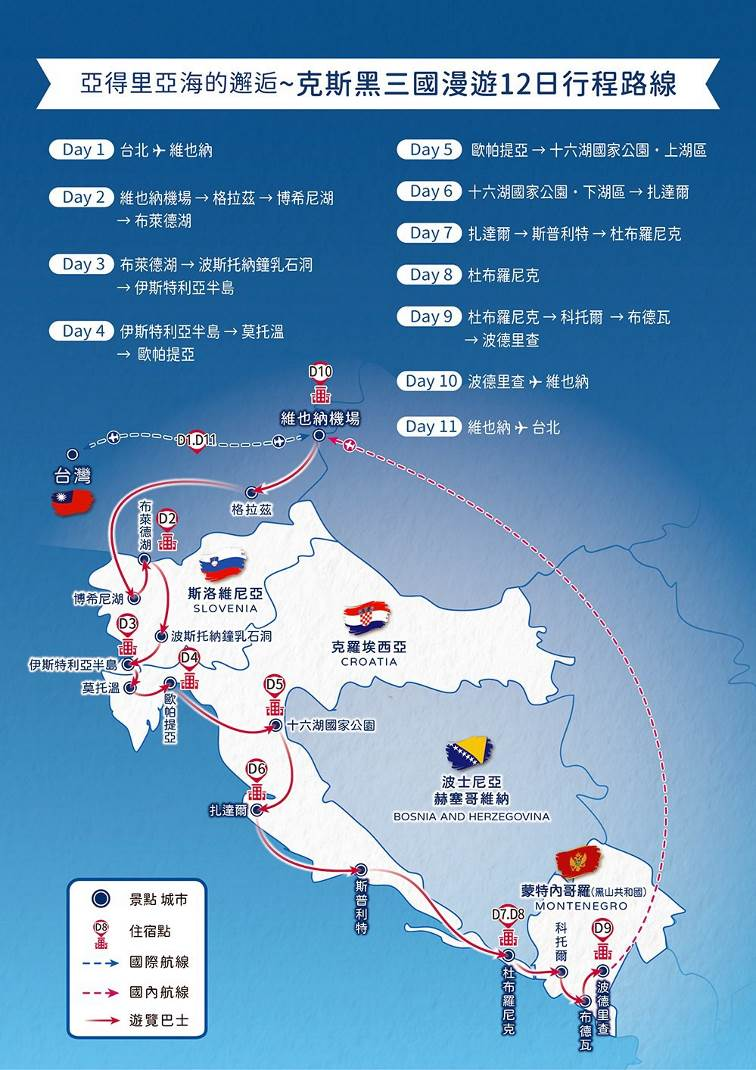 亞得里亞海的邂逅~克斯黑三國漫遊12日行程路線
Day 1 台北✈維也納
Day 2 維也納機場→格拉茲→博希尼湖
→布萊德湖
Day 3 布萊德湖→波斯托納鐘乳石洞
→伊斯特利亞半島
Day 4 伊斯特利亞半島→莫托溫
→ 歐帕提亞
Day 5 歐帕提亞→十六湖國家公園・上湖區
Day 6 十六湖國家公園・下湖區→扎達爾
Day 7 扎達爾→斯普利特→杜布羅尼克
Day 8 杜布羅尼克
Day 9 杜布羅尼克→科托爾 →布德瓦
→波德里查
Day 10 波德里查✈維也納
Day 11 維也納✈台北
D10
維也納機場
D1.D11
台灣
格拉茲
布萊德湖
D2
斯洛維尼亞
SLOVENIA
博希尼湖
D3
波斯托納鐘乳石洞
克羅埃西亞
CROATIA
伊斯特利亞半島
D4
莫托溫
歐帕提亞
D5
十六湖國家公園
D6
扎達爾
波士尼亞
赫塞哥維納
BOSNIA AND HERZEGOVINA
斯普利特
蒙特內哥羅(黑山共和國)
MONTENEGRO
D7.D8
科托爾
D9
杜布羅尼克
布德瓦
波德里查
景點 城市
D8 住宿點
國際航線
國內航線
遊覽巴士